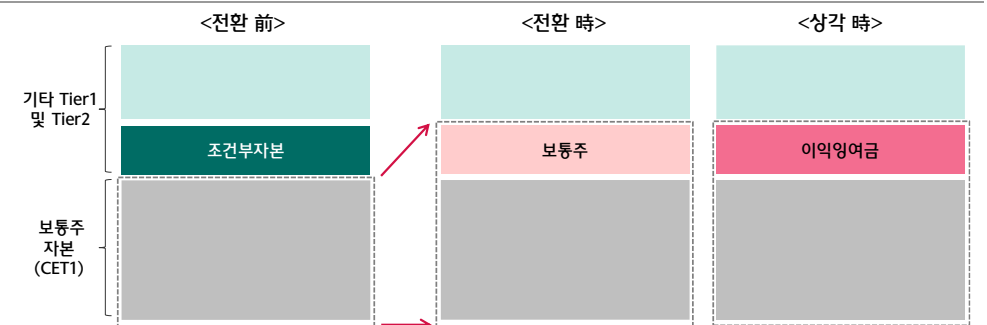 <전환 前>
<전환 時>
<상각 時>
기타 Tier1
및 Tier2
조건부자본
보통주
이익잉여금
보통주
자본
(CET1)